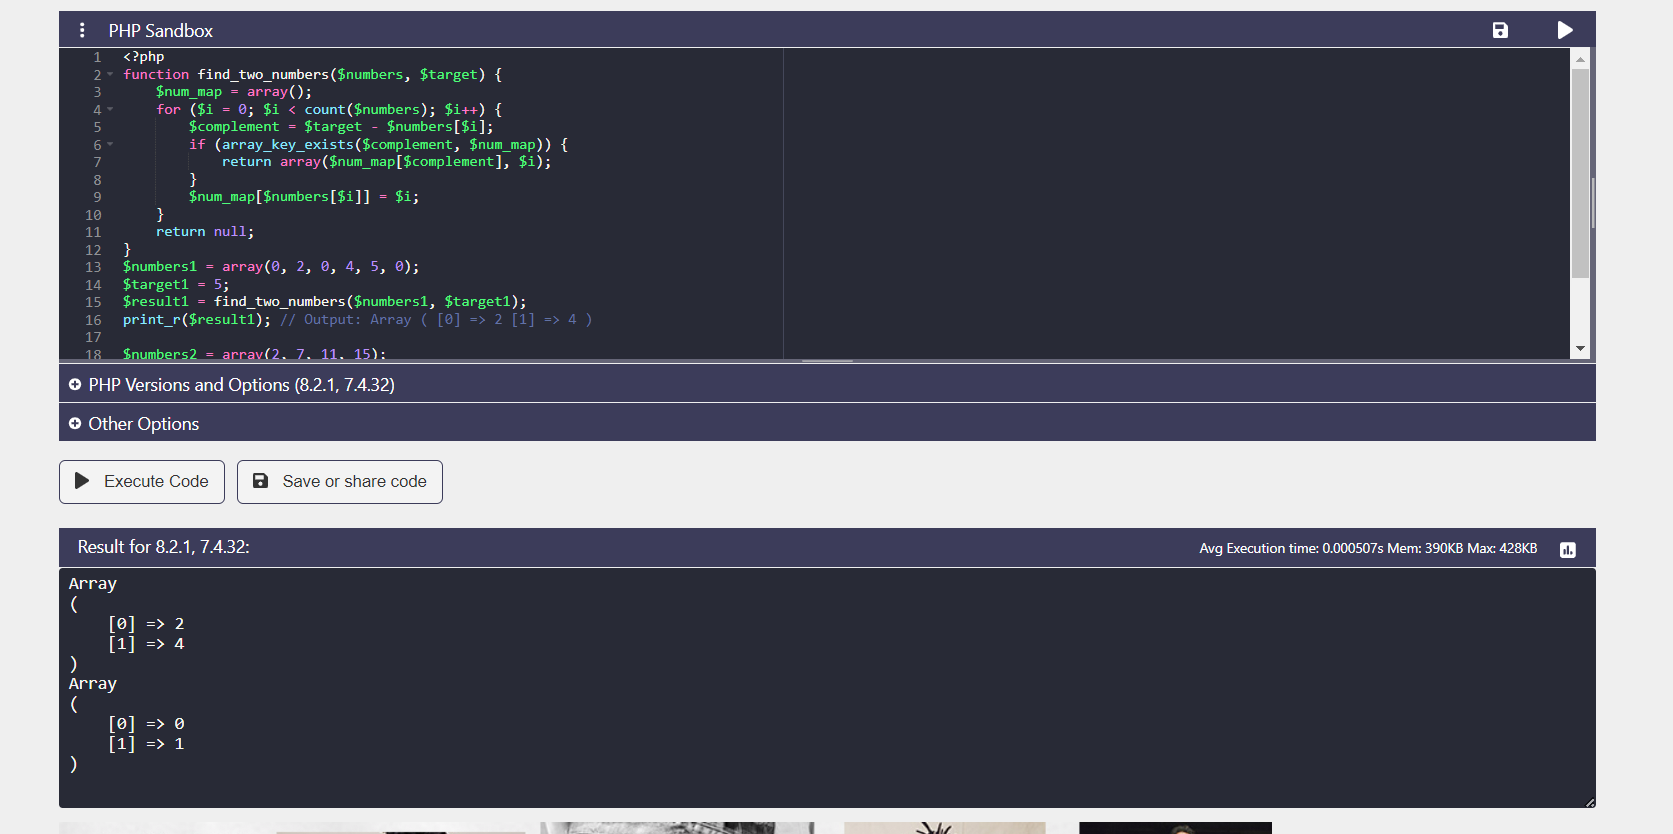 PHP Sandbox
1 <?php
2 function find_two_numbers($numbers, $target) {
3 $num_map = array();
4 for ($i = 0; $i < count($numbers); $i++) {
5 $complement = $target - $numbers[$i];
6 if (array_key_exists($complement, $num_map)) {
7 return array($num_map[$complement], $i);
8 }
9 $num_map[$numbers[$i]] = $i;
10 }
11 return null;
12 }
13 $numbers1 = array(0, 2, 0, 4, 5, 0);
14 $target1 = 5;
15 $result1 = find_two_numbers($numbers1, $target1);
16 print_r($result1); // Output: Array ( [0] => 2 [1] => 4 )
17
18 $numbers2 = array(2, 7, 11, 15);
PHP Versions and Options (8.2.1, 7.4.32)
Other Options
Execute Code
Save or share code
Result for 8.2.1, 7.4.32:
Avg Execution time: 0.000507s Mem: 390KB Max: 428KB
Array
(
[0] => 2
[1] => 4
)
Array
(
[0] => 0
[1] => 1
)